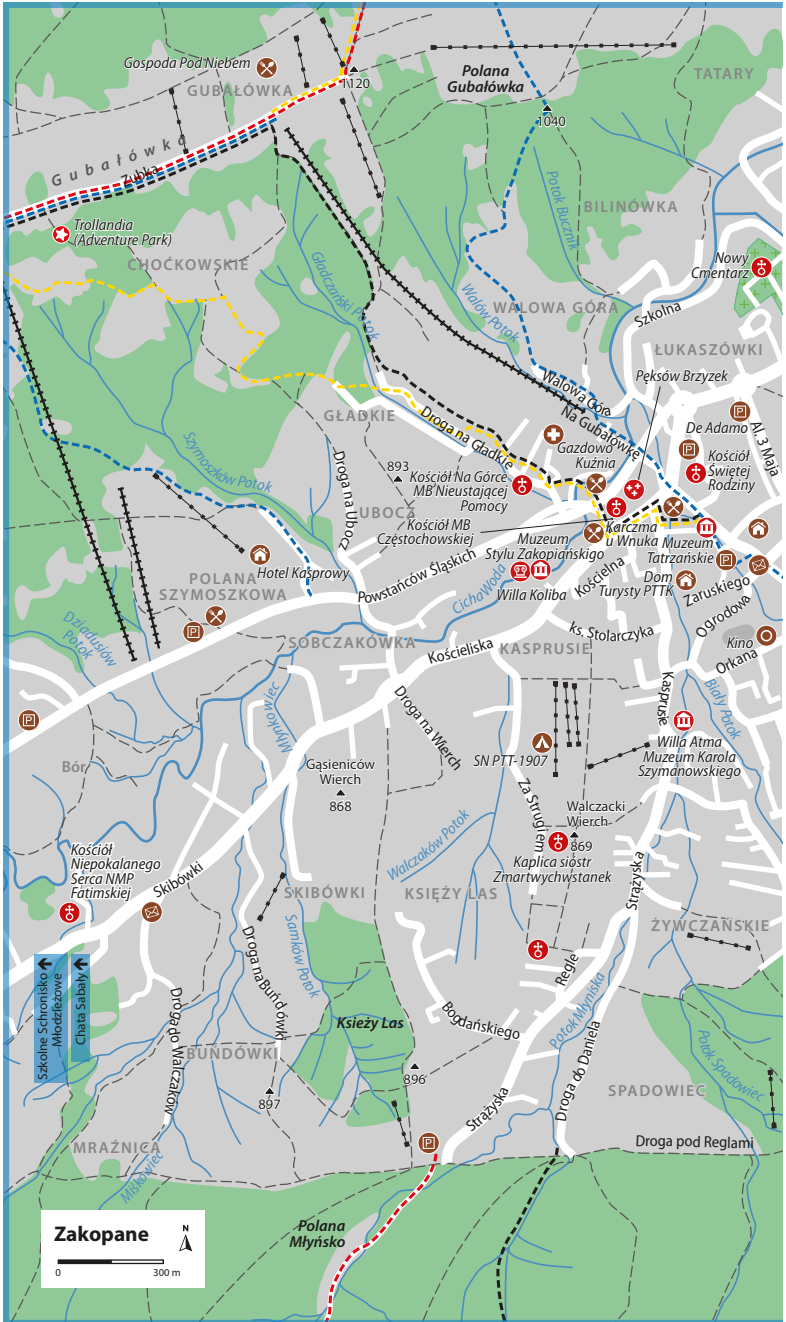 Gospoda Pod Niebem
GUBAŁÓWKA
1120
Polana
Gubałówka
TATARY
1040
Gubałówka
Zubka
Potok Bucznik
BILINÓWKA
Trollandia
(Adventure Park)
CHOĆKOWSKIE
Gładczański Potok
Walów Potok
Nowy
Cmentarz
WALOWA GÓRA
Szkolna
ŁUKASZÓWKI
Pęksów Brzyzek
Walowa Góra
Na Gubałówkę
GŁADKIE
Droga na Gładkie
De Adamo
Al. 3 Maja
Szymoszków Potok
Droga na Ubocz
893
Gazdowo
Kuźnia
Kościół
Świętej
Rodziny
Kościół Na Górce
MB Nieustającej
Pomocy
UBOCZ
Kościół MB
Częstochowskiej
Karczma
u Wnuka
Muzeum
Stylu Zakopiańskiego
Muzeum
Tatrzańskie
Hotel Kasprowy
POLANA
SZYMOSZKOWA
Powstańców Śląskich
Cicha Woda
Willa Koliba
Kościelna
Dom
Turysty PTTK
Zaruskiego
Ogrodowa
Dziadusiów
Potok
SOBCZAKÓWKA
Kościeliska
KASPRUSIE
ks. Stolarczyka
Kino
Orkana
Młynkowiec
Droga na Wierch
Kasprusie
Biały Potok
SN PTT-1907
Willa Atma
Muzeum Karola
Szymanowskiego
Bór
Gąsieniców
Wierch
868
Za Strugiem
Walczacki
Wierch
869
Walczaków Potok
Kaplica sióstr
Zmartwychwstanek
Kościół
Niepokalanego
Serca NMP
Fatimskiej
Skibówki
SKIBÓWKI
KSIĘŻY LAS
Strążyska
ŻYWCZAŃSKIE
Samków Potok
Droga na Buńdówki
Regle
Szkolne Schronisko
Młodzieżowe
Chata Sabały
Droga do Walczaków
Ksieży Las
Bogdańskiego
Potok Młyniska
Droga do Daniela
Potok Spadowiec
BUŃDÓWKI
897
896
SPADOWIEC
Strążyska
Droga pod Reglami
MRAŹNICA
Miśkowiec
Polana
Młyńsko
Zakopane
N
0 300 m
P
P
P
P
P
P